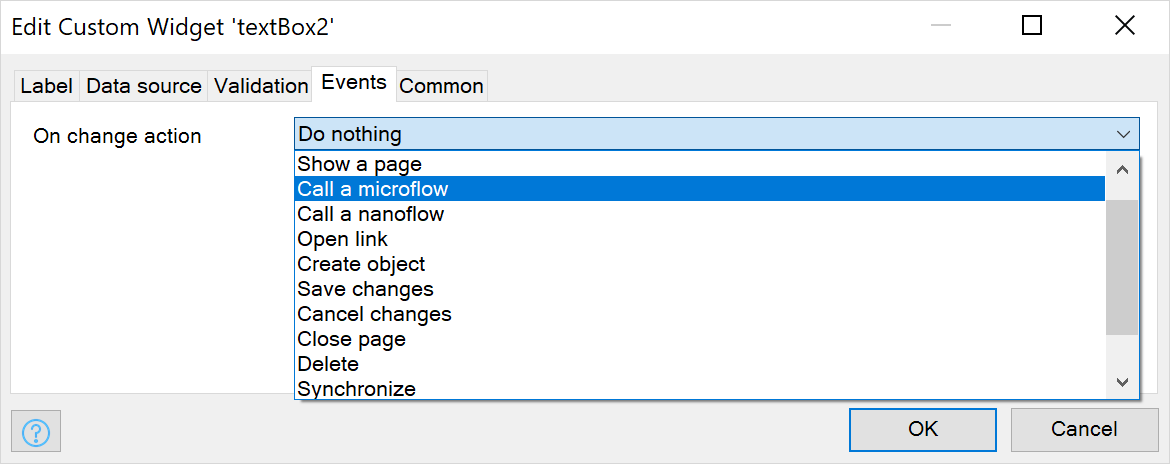 Edit Custom Widget 'textBox2'
Label Data source Validation Events Common
On change action Do nothing
Show a page
Call a microflow
Call a nanoflow
Open link
Create object
Save changes
Cancel changes
Close page
Delete
Synchronize
? OK Cancel